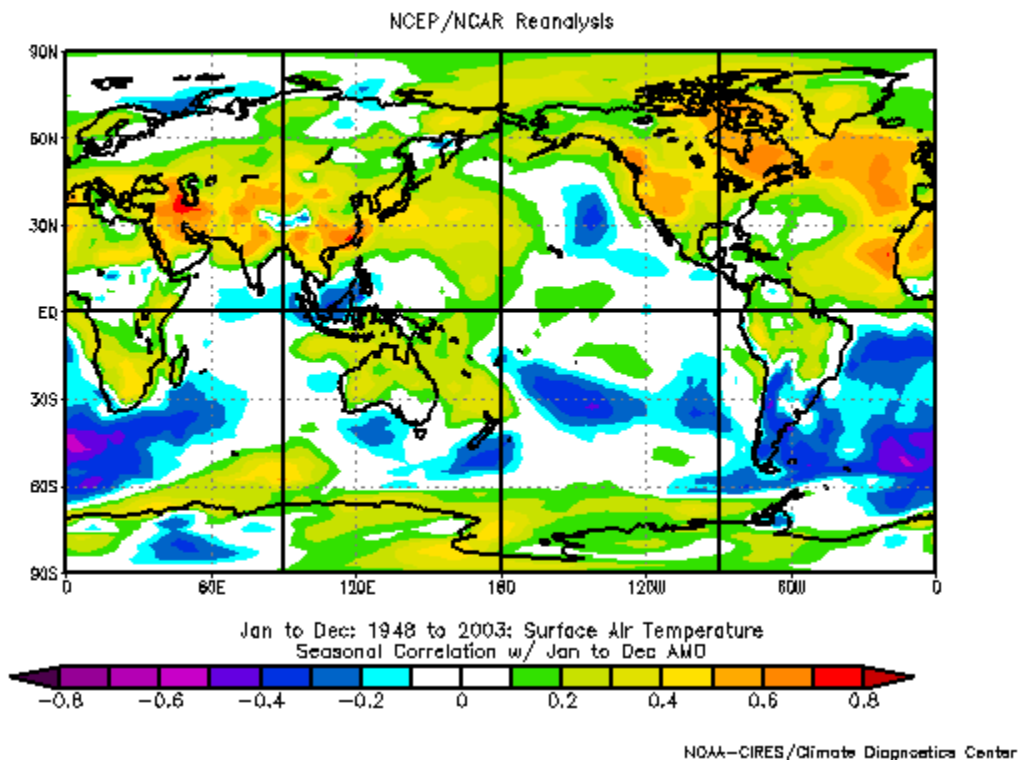 NCEP/NCAR Reanalysis
90N
60N
30N
EQ
30S
60S
90S
0 60E 120E 180 120W 60W 0
Jan to Dec: 1948 to 2003: Surface Air Temperature
Seasonal Correlation w/ Jan to Dec AMO
-0.8 -0.6 -0.4 -0.2 0 0.2 0.4 0.6 0.8
NOAA-CIRES/Climate Diagnostics Center